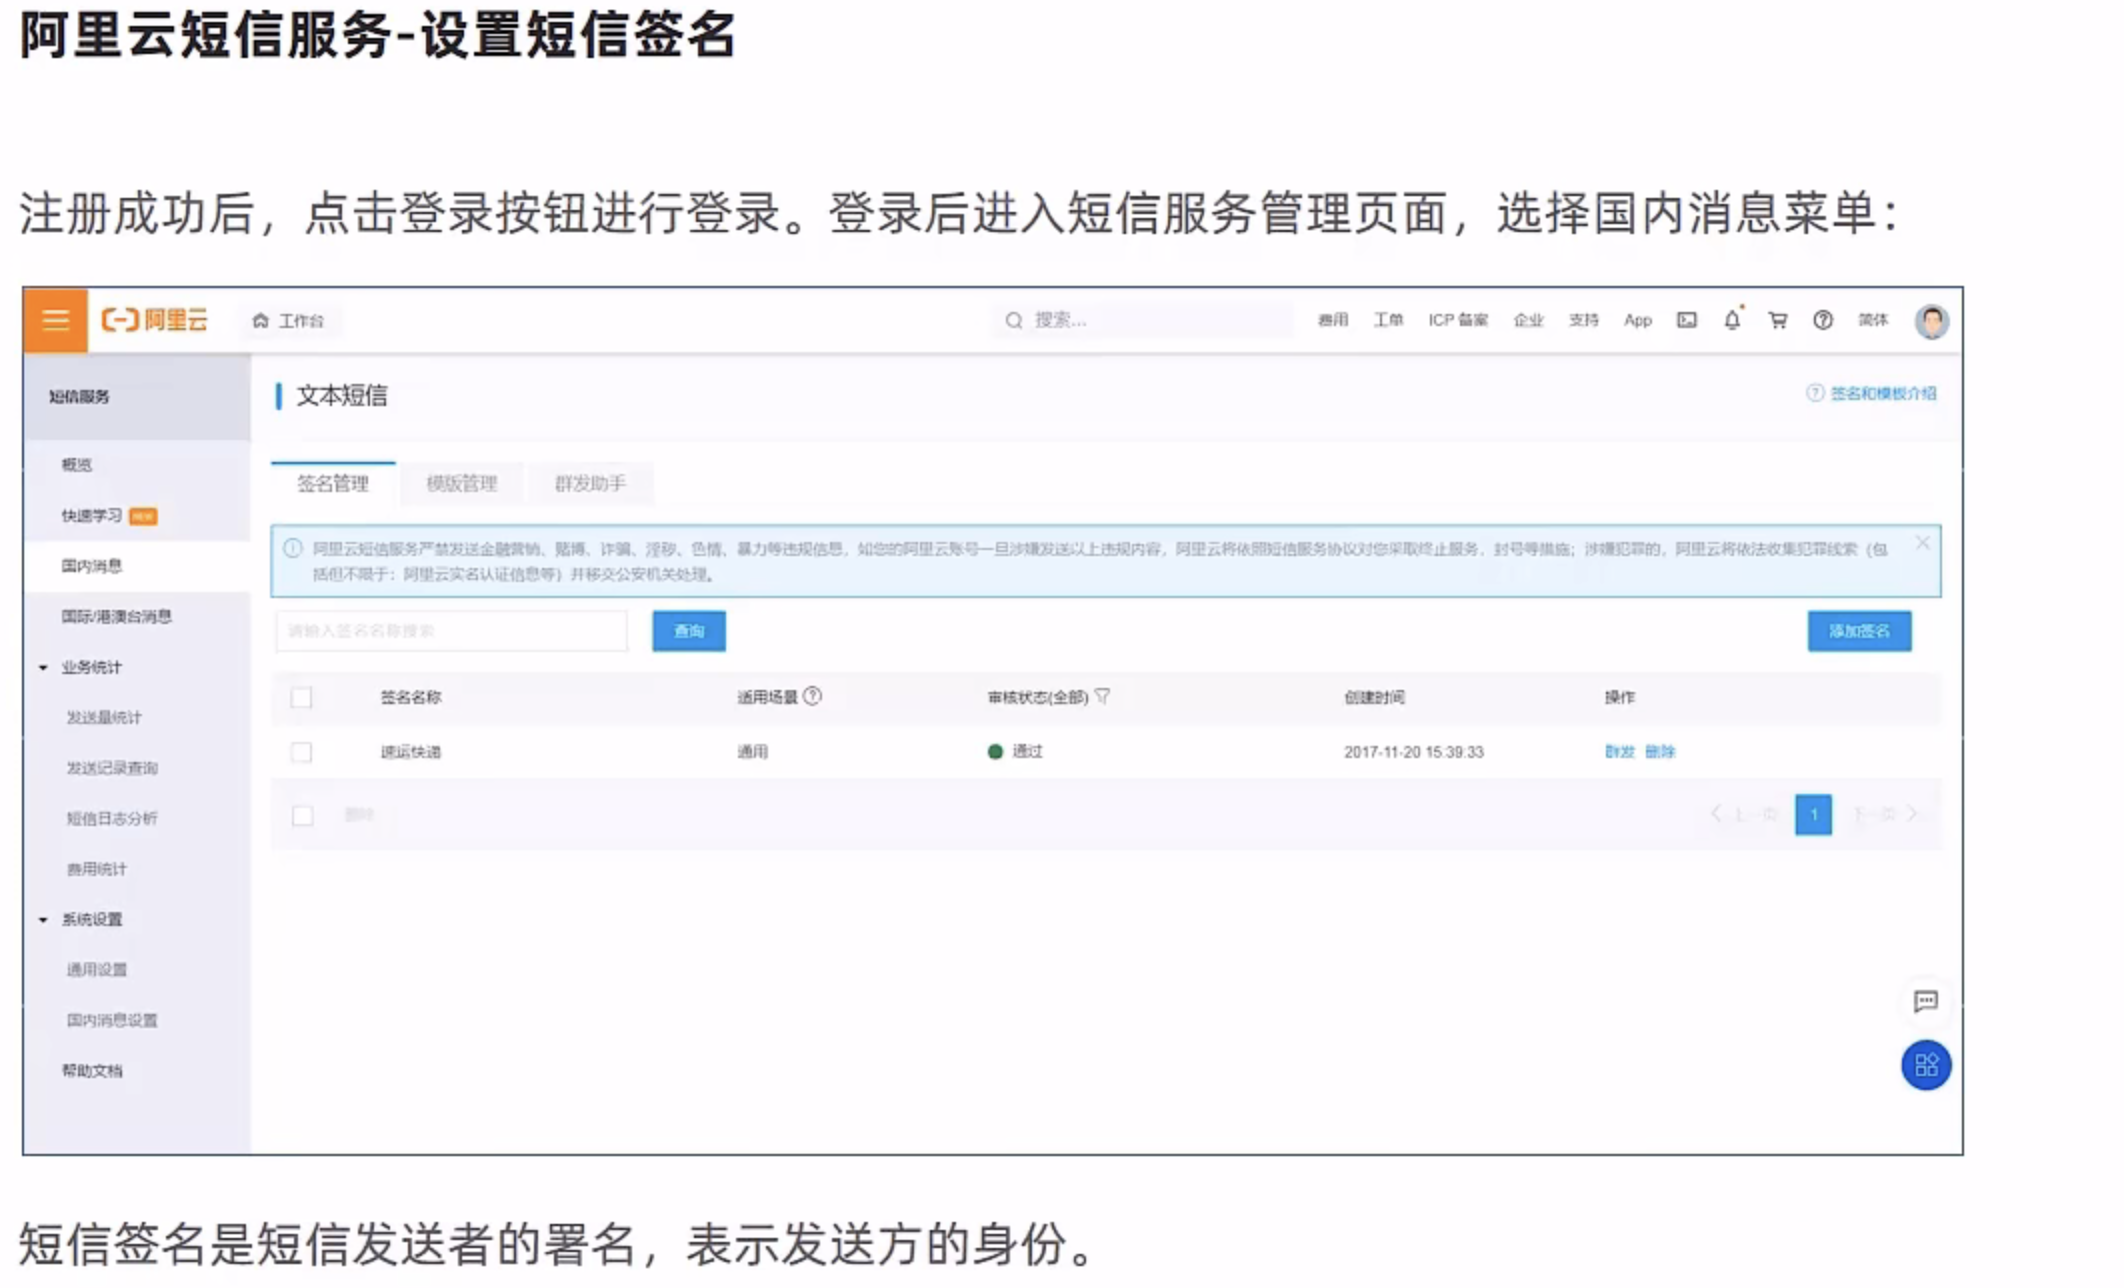 阿里云短信服务-设置短信签名
注册成功后，点击登录按钮进行登录。登录后进入短信服务管理页面，选择国内消息菜单：
阿里云 工作台 搜索... 费用 工单 ICP 备案 企业 支持 App 简体
短信服务
概览
快速学习 NEW
国内消息
国际/港澳台消息
业务统计
发送量统计
发送记录查询
短信日志分析
费用统计
系统设置
通用设置
国内消息设置
帮助文档
文本短信 签名和模板介绍
签名管理 模版管理 群发助手
阿里云短信服务严禁发送金融营销、赌博、诈骗、淫秽、色情、暴力等违规信息，如您的阿里云账号一旦涉嫌发送以上违规内容，阿里云将依照短信服务协议对您采取终止服务、封号等措施；涉嫌犯罪的，阿里云将依法收集犯罪线索（包
括但不限于：阿里云实名认证信息等）并移交公安机关处理。
请输入签名名称搜索 查询 添加签名
签名名称 适用场景 审核状态(全部) 创建时间 操作
速运快递 通用 通过 2017-11-20 15:39:33 群发 删除
删除 上一页 1 下一页
短信签名是短信发送者的署名，表示发送方的身份。